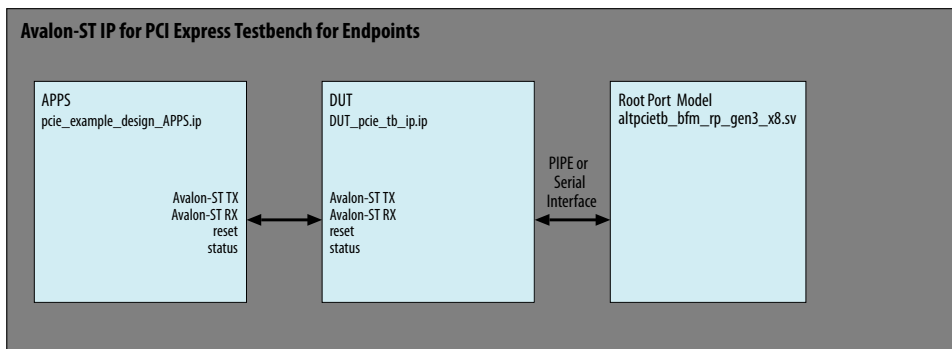 Avalon-ST IP for PCI Express Testbench for Endpoints
APPS
pcie_example_design_APPS.ip
Avalon-ST TX
Avalon-ST RX
reset
status
DUT
DUT_pcie_tb_ip.ip
Avalon-ST TX
Avalon-ST RX
reset
status
PIPE or
Serial
Interface
Root Port Model
altpcietb_bfm_rp_gen3_x8.sv